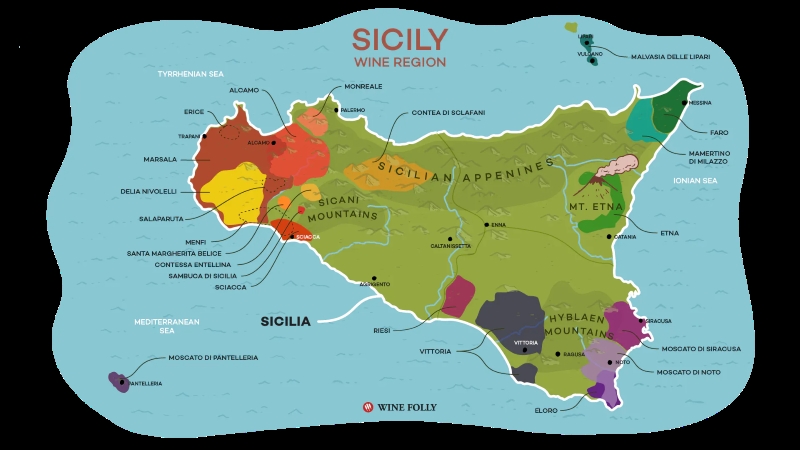 SICILY
WINE REGION
LIPARI
VULCANO
MALVASIA DELLE LIPARI
TYRRHENIAN SEA
ALCAMO
MONREALE
MESSINA
ERICE
PALERMO
CONTEA DI SCLAFANI
TRAPANI
ALCAMO
FARO
MARSALA
MAMERTINO
DI MILAZZO
SICILIAN APPENINES
IONIAN SEA
DELIA NIVOLELLI
SICANI
MOUNTAINS
MT. ETNA
SALAPARUTA
ENNA
ETNA
SCIACCA
CATANIA
MENFI
CALTANISSETTA
SANTA MARGHERITA BELICE
CONTESSA ENTELLINA
SAMBUCA DI SICILIA
AGRIGENTO
SCIACCA
MEDITERRANEAN
SEA
SICILIA
HYBLAEN
MOUNTAINS
SIRACUSA
RIESI
VITTORIA
VITTORIA
RAGUSA
MOSCATO DI SIRACUSA
MOSCATO DI PANTELLERIA
NOTO
MOSCATO DI NOTO
PANTELLERIA
WINE FOLLY
ELORO